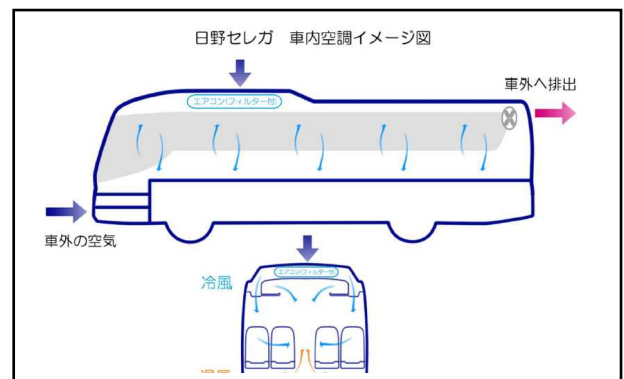 日野セレガ 車内空調イメージ図
車外へ排出
エアコン(フィルター付)
車外の空気
エアコン(フィルター付)
冷風
温風